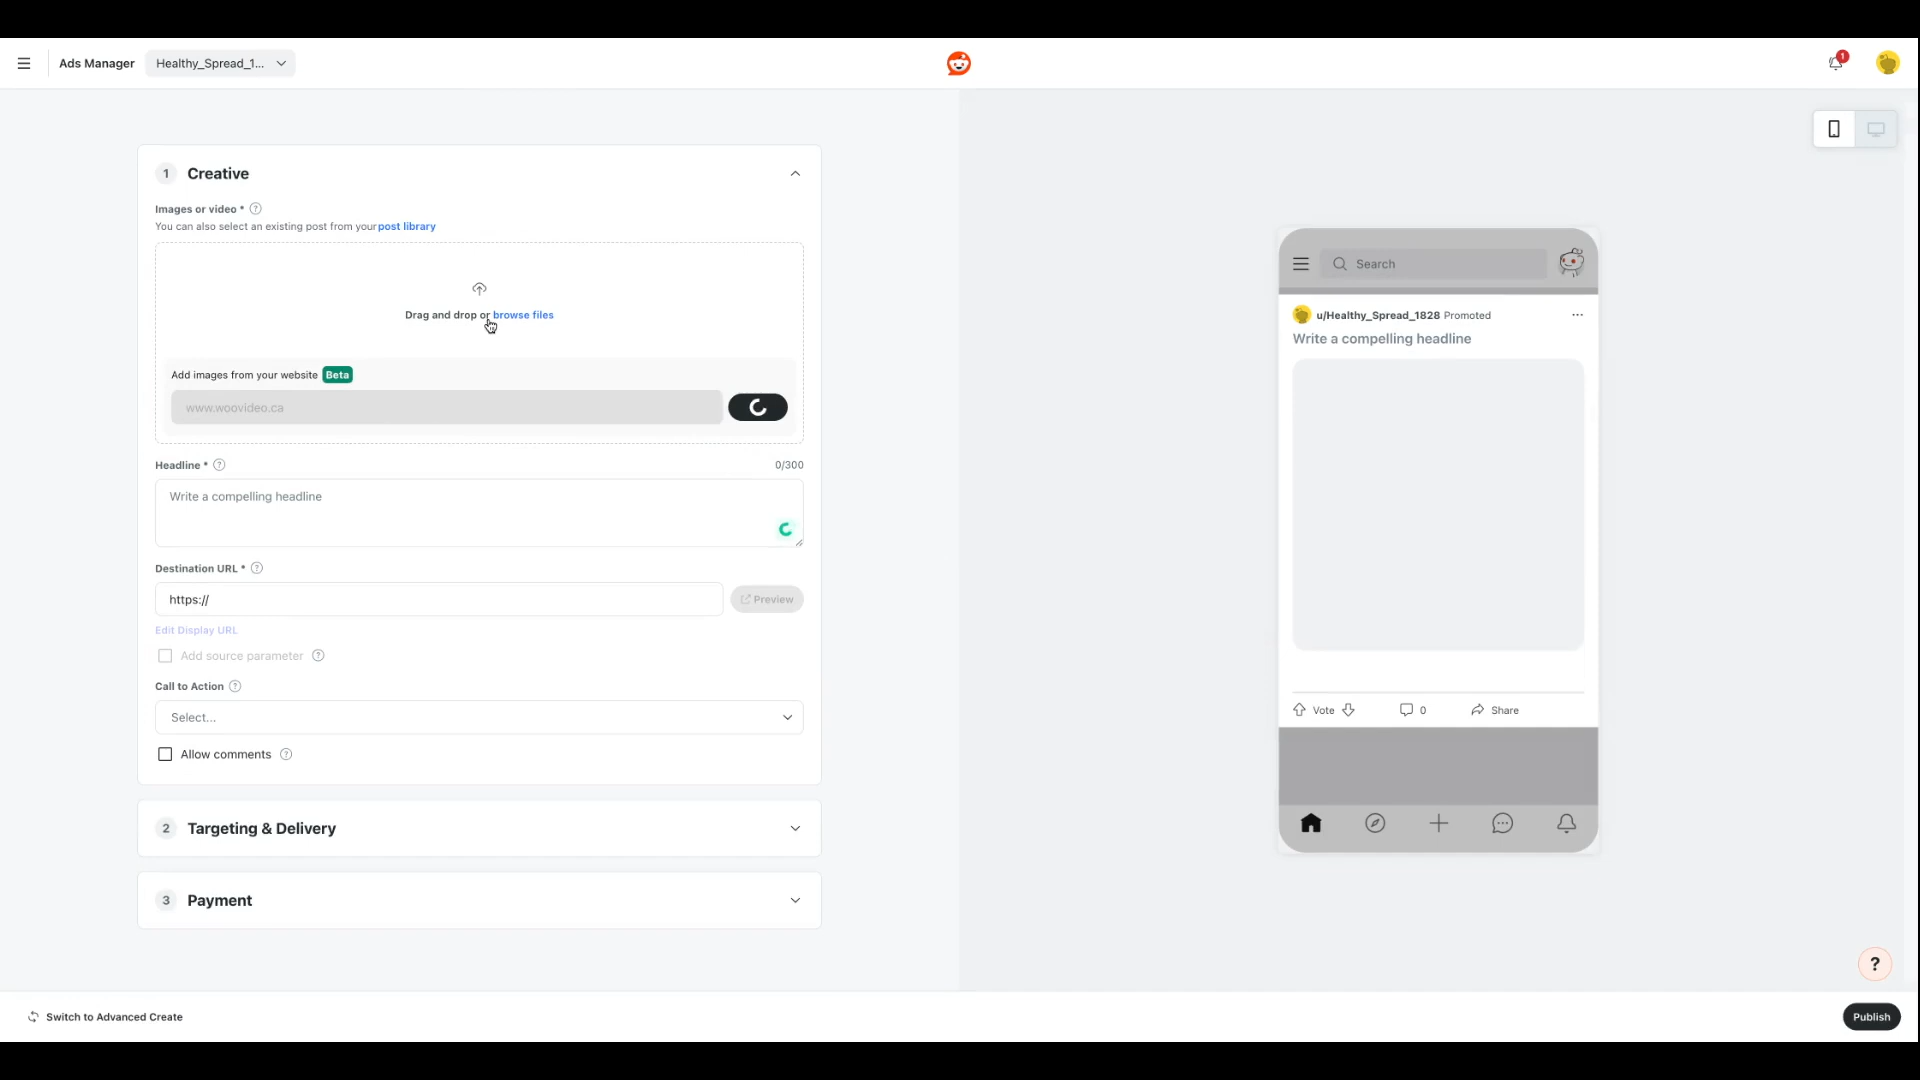 Ads Manager
Healthy_Spread_1...
1
1 Creative
Images or video * ?
You can also select an existing post from your post library
Drag and drop or browse files
Add images from your website Beta
www.woovideo.ca
Headline * ?
0/300
Write a compelling headline
Destination URL * ?
https://
Preview
Edit Display URL
Add source parameter ?
Call to Action ?
Select...
Allow comments ?
2 Targeting & Delivery
3 Payment
Switch to Advanced Create
Search
u/Healthy_Spread_1828 Promoted
Write a compelling headline
Vote
0
Share
?
Publish